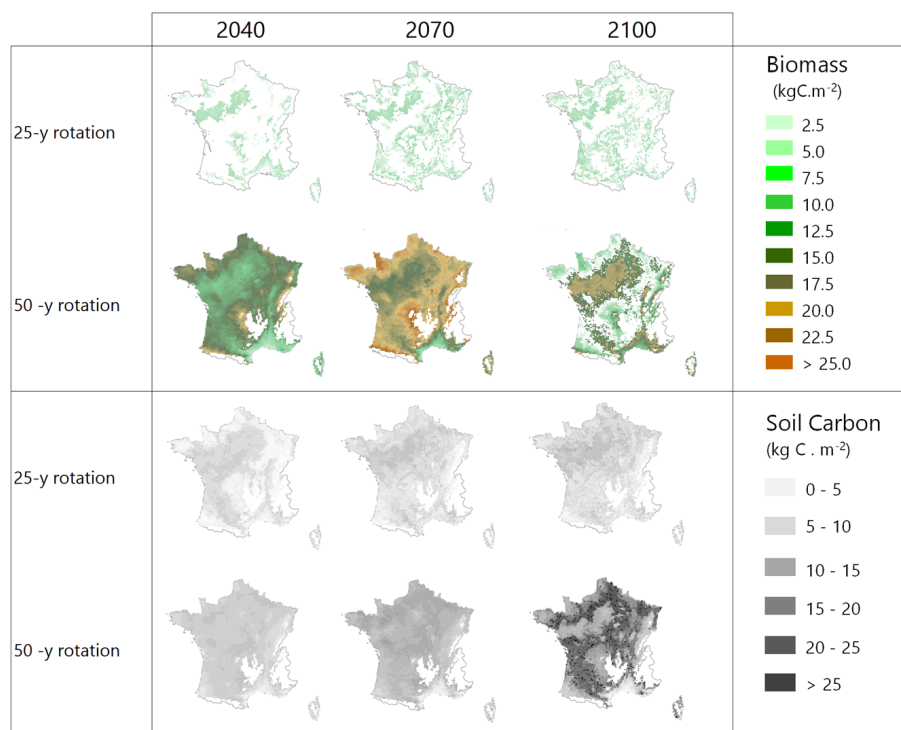 2040 2070 2100
Biomass
(kgC.m-2)
25-y rotation
2.5
5.0
7.5
10.0
12.5
15.0
17.5
20.0
22.5
> 25.0
50 -y rotation
Soil Carbon
(kg C . m-2)
25-y rotation
0 - 5
5 - 10
10 - 15
15 - 20
20 - 25
> 25
50 -y rotation